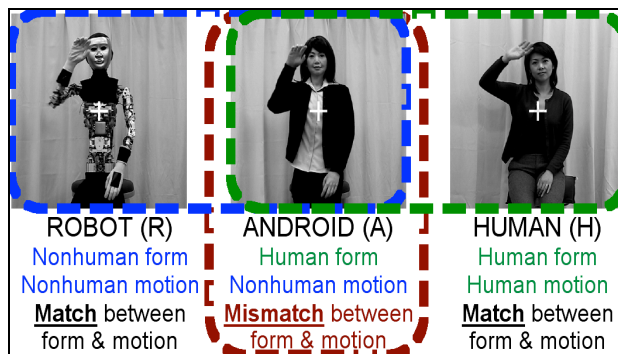 ROBOT (R)
Nonhuman form
Nonhuman motion
Match between
form & motion
ANDROID (A)
Human form
Nonhuman motion
Mismatch between
form & motion
HUMAN (H)
Human form
Human motion
Match between
form & motion